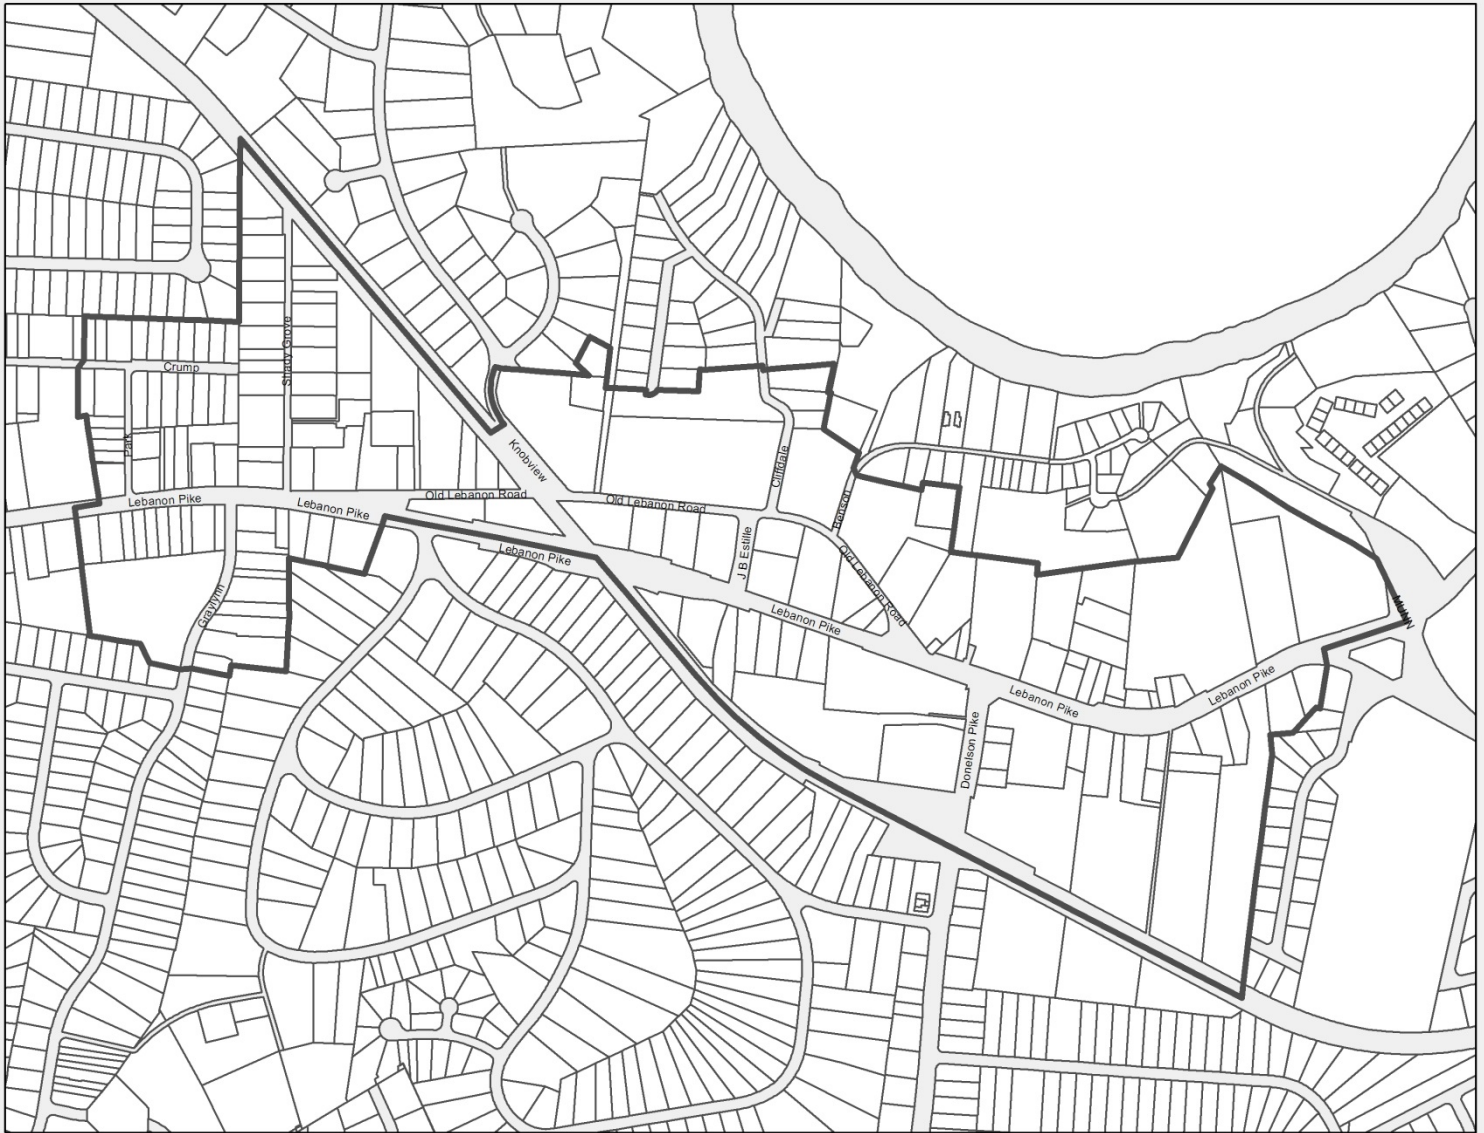 Shady Grove
Crump
Park
Knobview
Cliffdale
Lebanon Pike
Lebanon Pike
Old Lebanon Road
Old Lebanon Road
Benson
Lebanon Pike
J B Estille
Old Lebanon Road
Graylynn
Lebanon Pike
MUNN
Lebanon Pike
Lebanon Pike
Donelson Pike